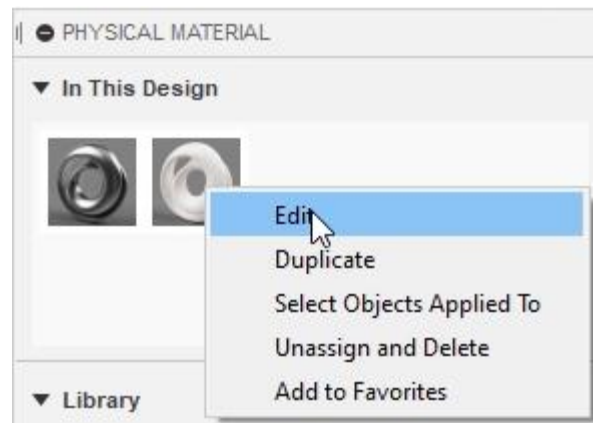 PHYSICAL MATERIAL
In This Design
Edit
Duplicate
Select Objects Applied To
Unassign and Delete
Add to Favorites
Library